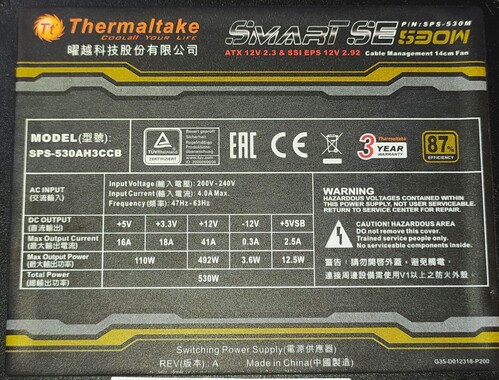 Thermaltake
COOL all YOUR LIFE
曜越科技股份有限公司
SMART SE 530W
P/N: SPS-530M
ATX 12V 2.3 & SSI EPS 12V 2.92
Cable Management 14cm Fan
MODEL(型號):
SPS-530AH3CCB
TÜVRheinland
CERTIFIED
EAC
CE
Thermaltake
3 YEAR
WARRANTY
87%
EFFICIENCY
AC INPUT
(交流輸入)
Input Voltage (輸入電壓): 200V - 240V
Input Current (輸入電流): 4.0A Max.
Frequency (頻率): 47Hz - 63Hz
DC OUTPUT +5V +3.3V +12V -12V +5VSB
(直流輸出)
Max Output Current 16A 18A 41A 0.3A 2.5A
(最大輸出電流)
Max Output Power 110W 492W 3.6W 12.5W
(最大輸出功率)
Total Power 530W
(總輸出功率)
WARNING
HAZARDOUS VOLTAGES CONTAINED WITHIN
THIS POWER SUPPLY, NOT USER SERVICEABLE.
RETURN TO SERVICE CENTER FOR REPAIR.
CAUTION! HAZARDOUS AREA
DO not remove this cover.
Trained service people only.
No serviceable components inside.
警告，請勿開啓外蓋，避免觸電。
連接周邊設備需使用V1以上之防火外殼。
Switching Power Supply(電源供應器)
REV(版本): A Made in China(中國製造)
G35-D012318-P200